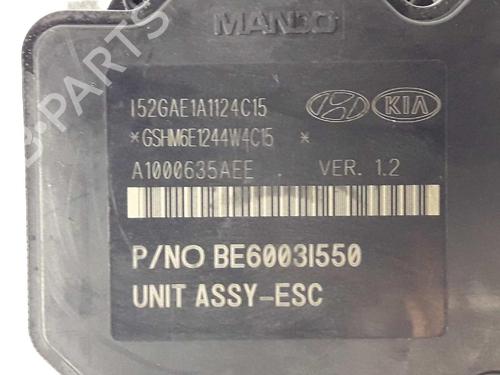 MANDO
I52GAE1A1124C15
*GSHM6E1244W4C15 *
KIA
A1000635AEE VER. 1.2
P/NO BE6003I550
UNIT ASSY-ESC
B-PARTS